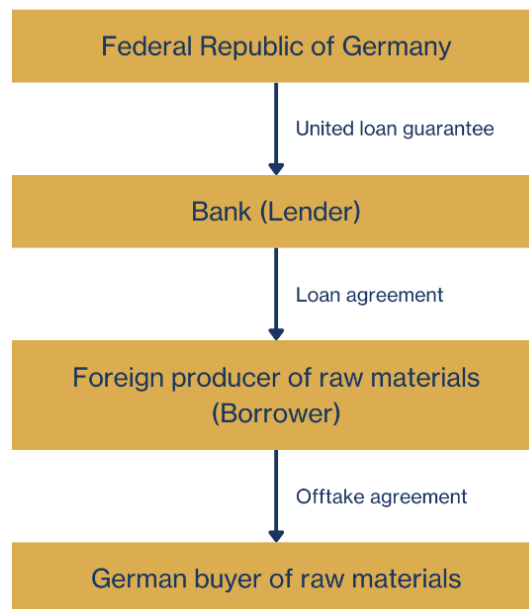 Federal Republic of Germany
United loan guarantee
Bank (Lender)
Loan agreement
Foreign producer of raw materials
(Borrower)
Offtake agreement
German buyer of raw materials